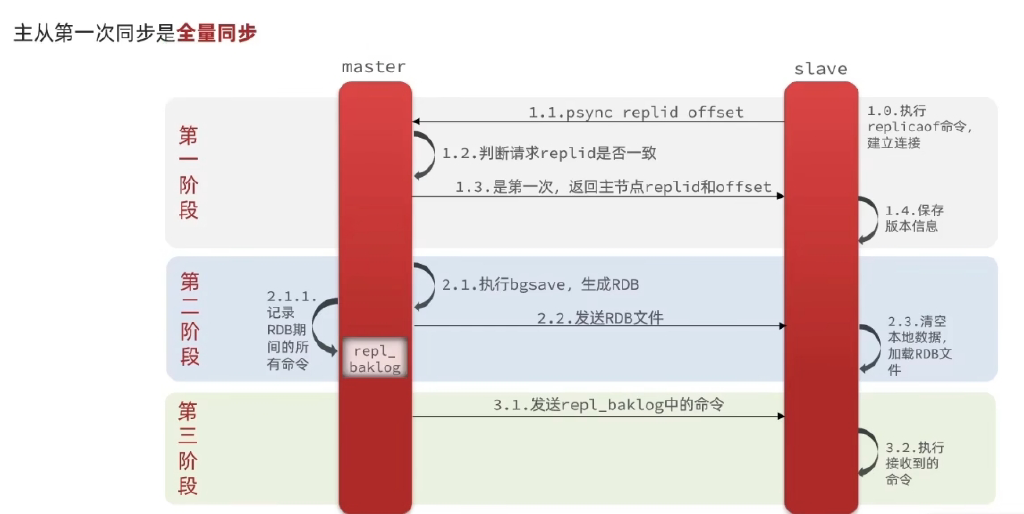 主从第一次同步是全量同步
master
slave
第
一
阶
段
1.1.psync replid offset
1.0.执行
replicaof命令，
建立连接
1.2.判断请求replid是否一致
1.3.是第一次，返回主节点replid和offset
1.4.保存
版本信息
第
二
阶
段
2.1.执行bgsave，生成RDB
2.1.1.
记录
RDB期
间的所
有命令
2.2.发送RDB文件
repl_
baklog
2.3.清空
本地数据，
加载RDB文
件
第
三
阶
段
3.1.发送repl_baklog中的命令
3.2.执行
接收到的
命令